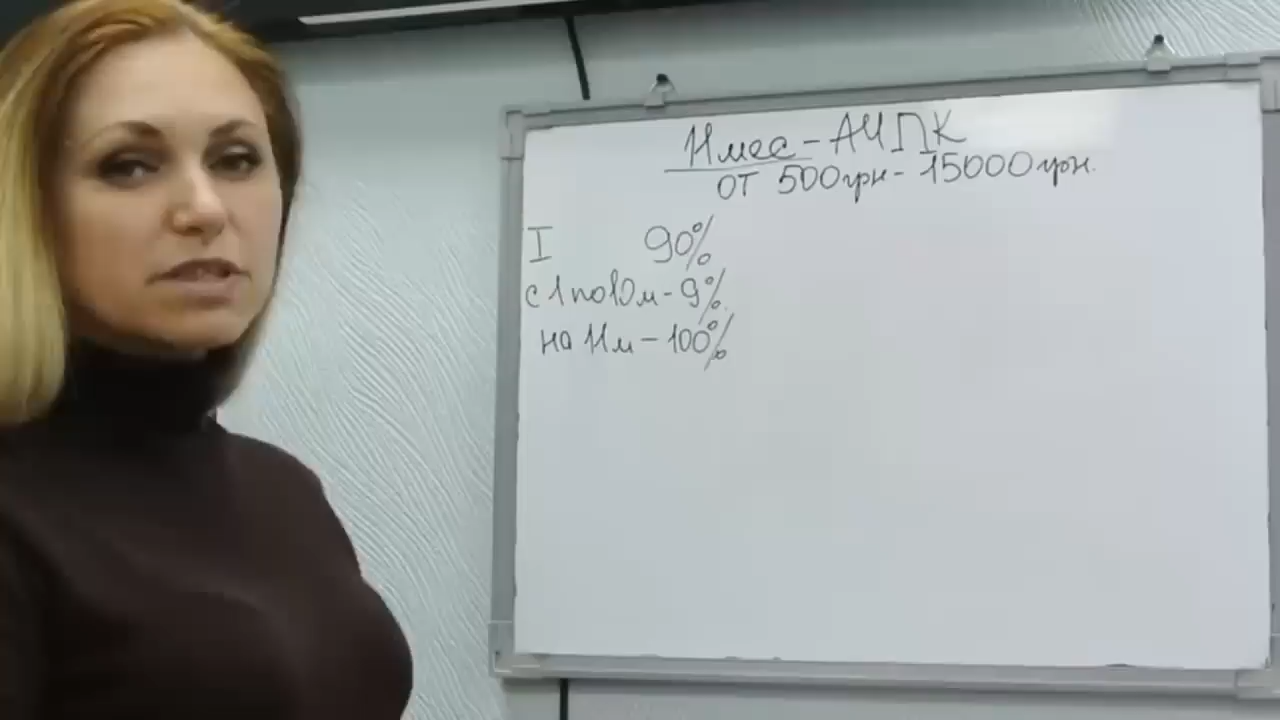 11мес-АЧПК
от 500грн-15000грн.
I 90%
с 1 по 10м-9%
на 11м-100%